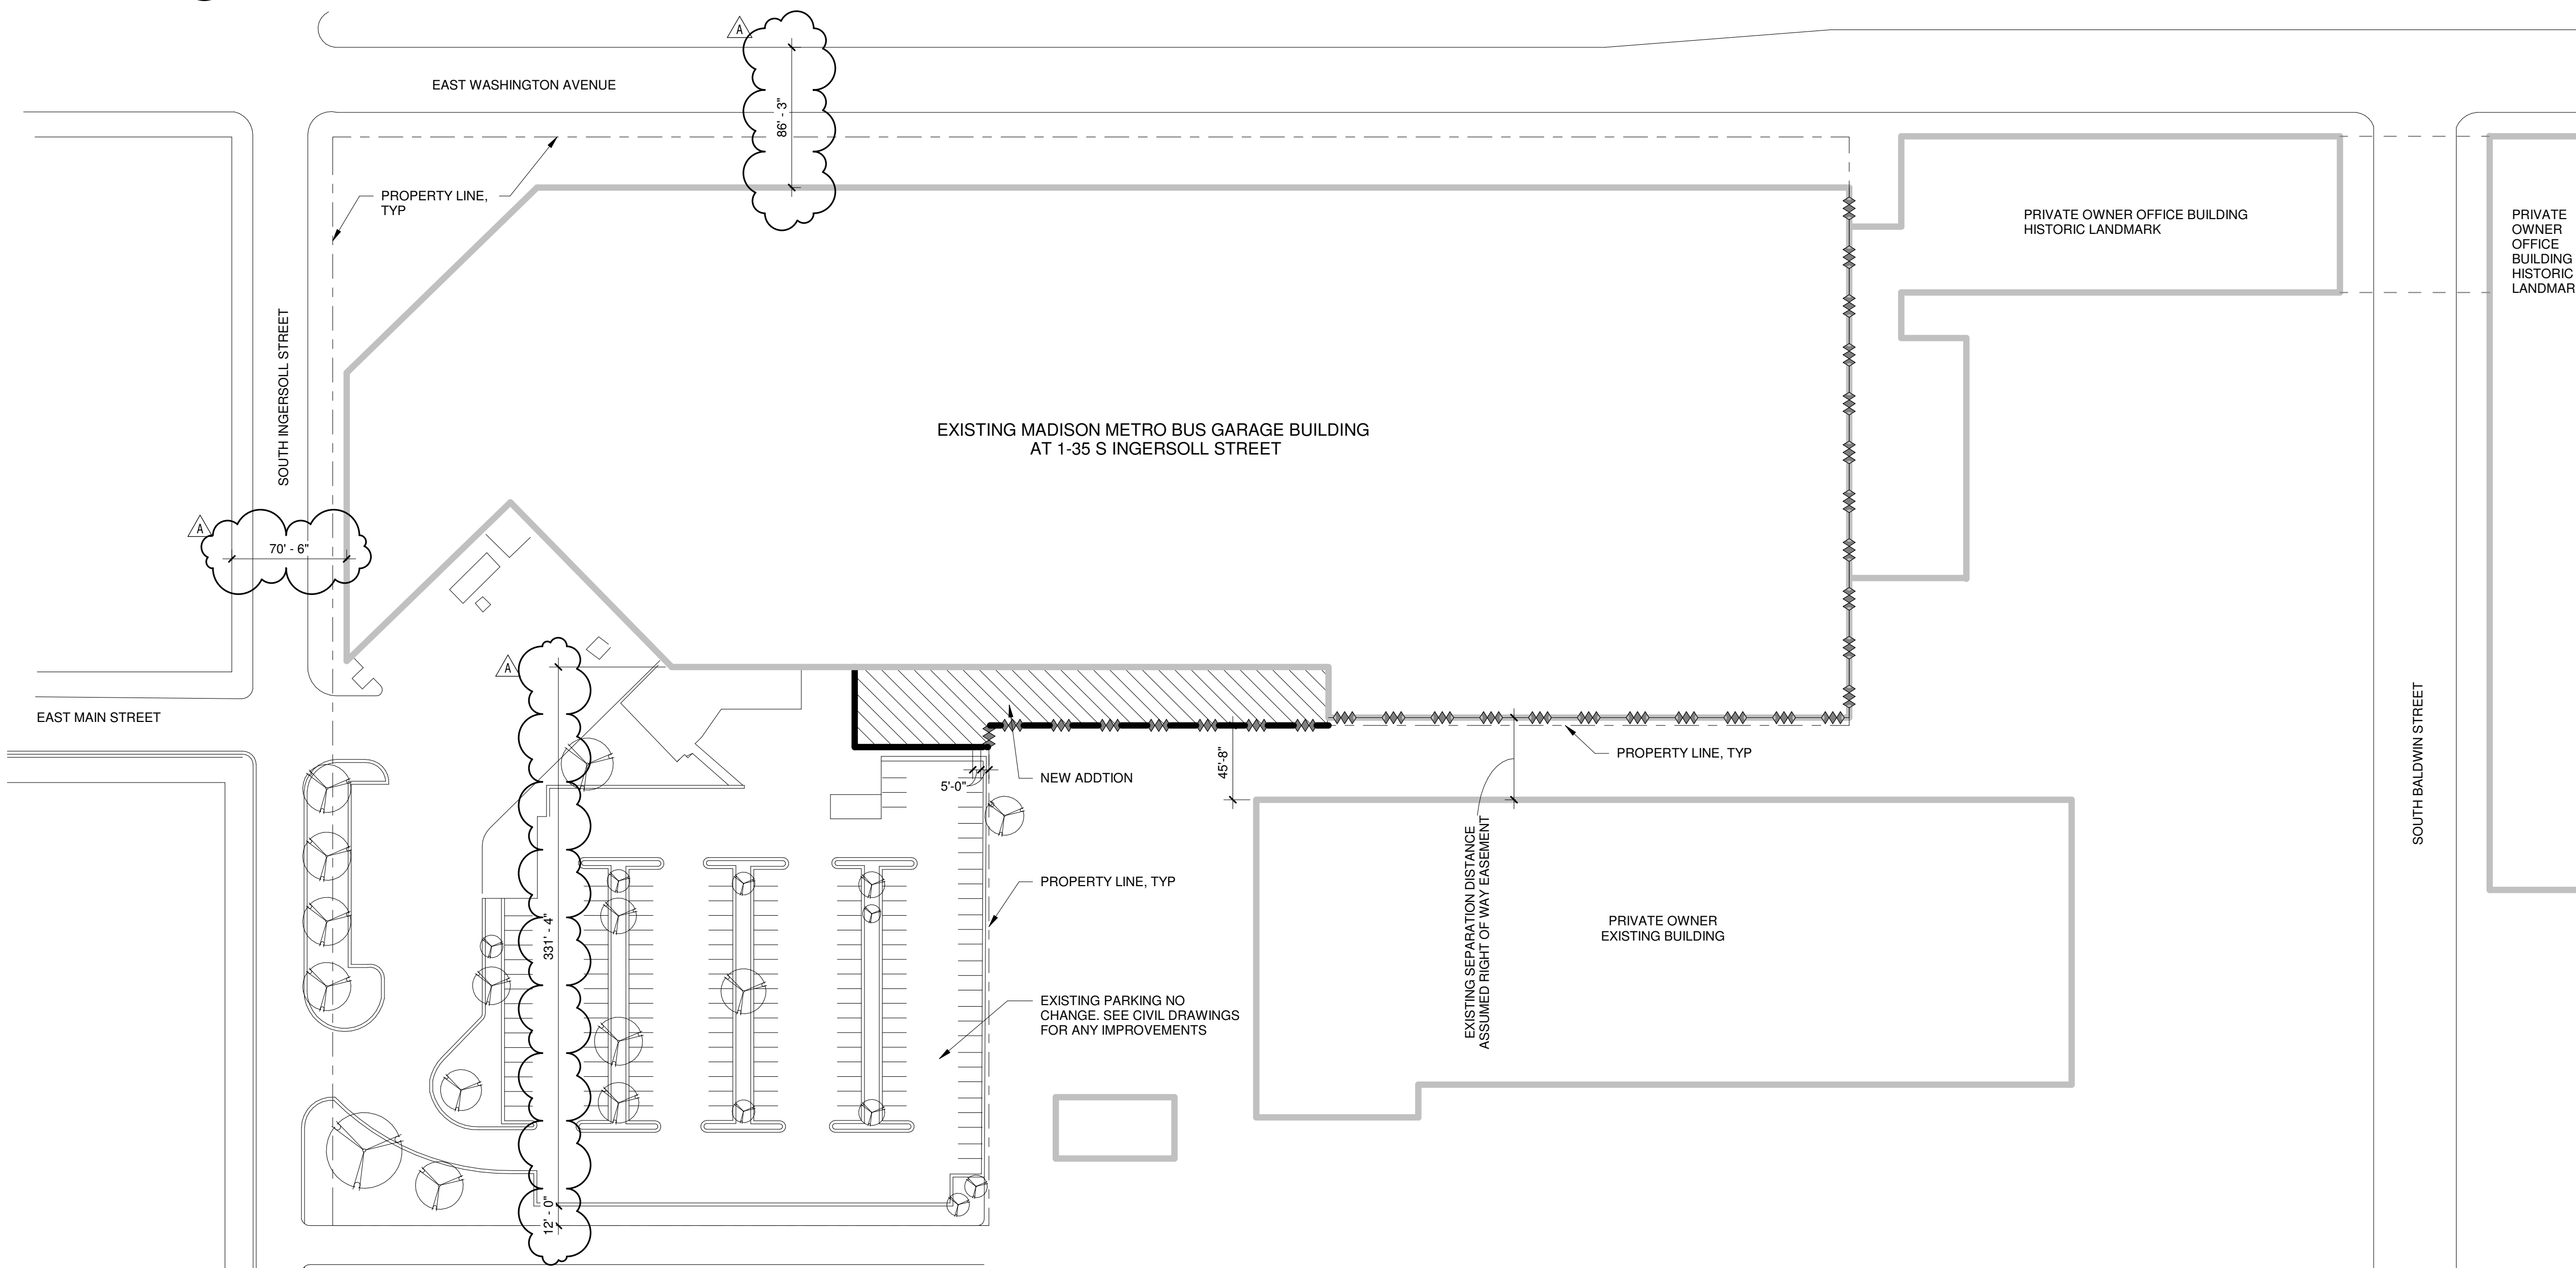 A
EAST WASHINGTON AVENUE
86' - 3"
PROPERTY LINE,
TYP
PRIVATE OWNER OFFICE BUILDING
HISTORIC LANDMARK
PRIVATE
OWNER
OFFICE
BUILDING
HISTORIC
LANDMAR
SOUTH INGERSOLL STREET
EXISTING MADISON METRO BUS GARAGE BUILDING
AT 1-35 S INGERSOLL STREET
A
70' - 6"
A
EAST MAIN STREET
SOUTH BALDWIN STREET
PROPERTY LINE, TYP
45'-8"
NEW ADDTION
5'-0"
EXISTING SEPARATION DISTANCE
ASSUMED RIGHT OF WAY EASEMENT
PROPERTY LINE, TYP
331' - 4"
PRIVATE OWNER
EXISTING BUILDING
EXISTING PARKING NO
CHANGE. SEE CIVIL DRAWINGS
FOR ANY IMPROVEMENTS
12' - 0"